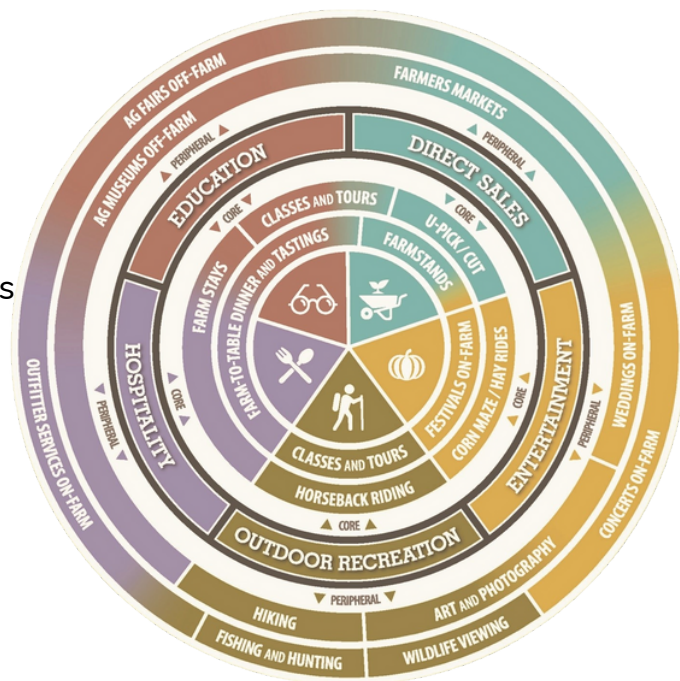 AG FAIRS OFF-FARM
FARMERS MARKETS
AG MUSEUMS OFF-FARM
PERIPHERAL
PERIPHERAL
EDUCATION
DIRECT SALES
CORE
CORE
CLASSES AND TOURS
U-PICK/CUT
FARM-TO-TABLE DINNER AND TASTINGS
FARMSTANDS
FARM STAYS
s
FESTIVALS ON-FARM
CORN MAZE / HAY RIDES
WEDDINGS ON-FARM
HOSPITALITY
ENTERTAINMENT
CORE
CORE
PERIPHERAL
PERIPHERAL
OUTFITTER SERVICES ON-FARM
CONCERTS ON-FARM
CLASSES AND TOURS
HORSEBACK RIDING
CORE
OUTDOOR RECREATION
PERIPHERAL
HIKING
ART AND PHOTOGRAPHY
FISHING AND HUNTING
WILDLIFE VIEWING